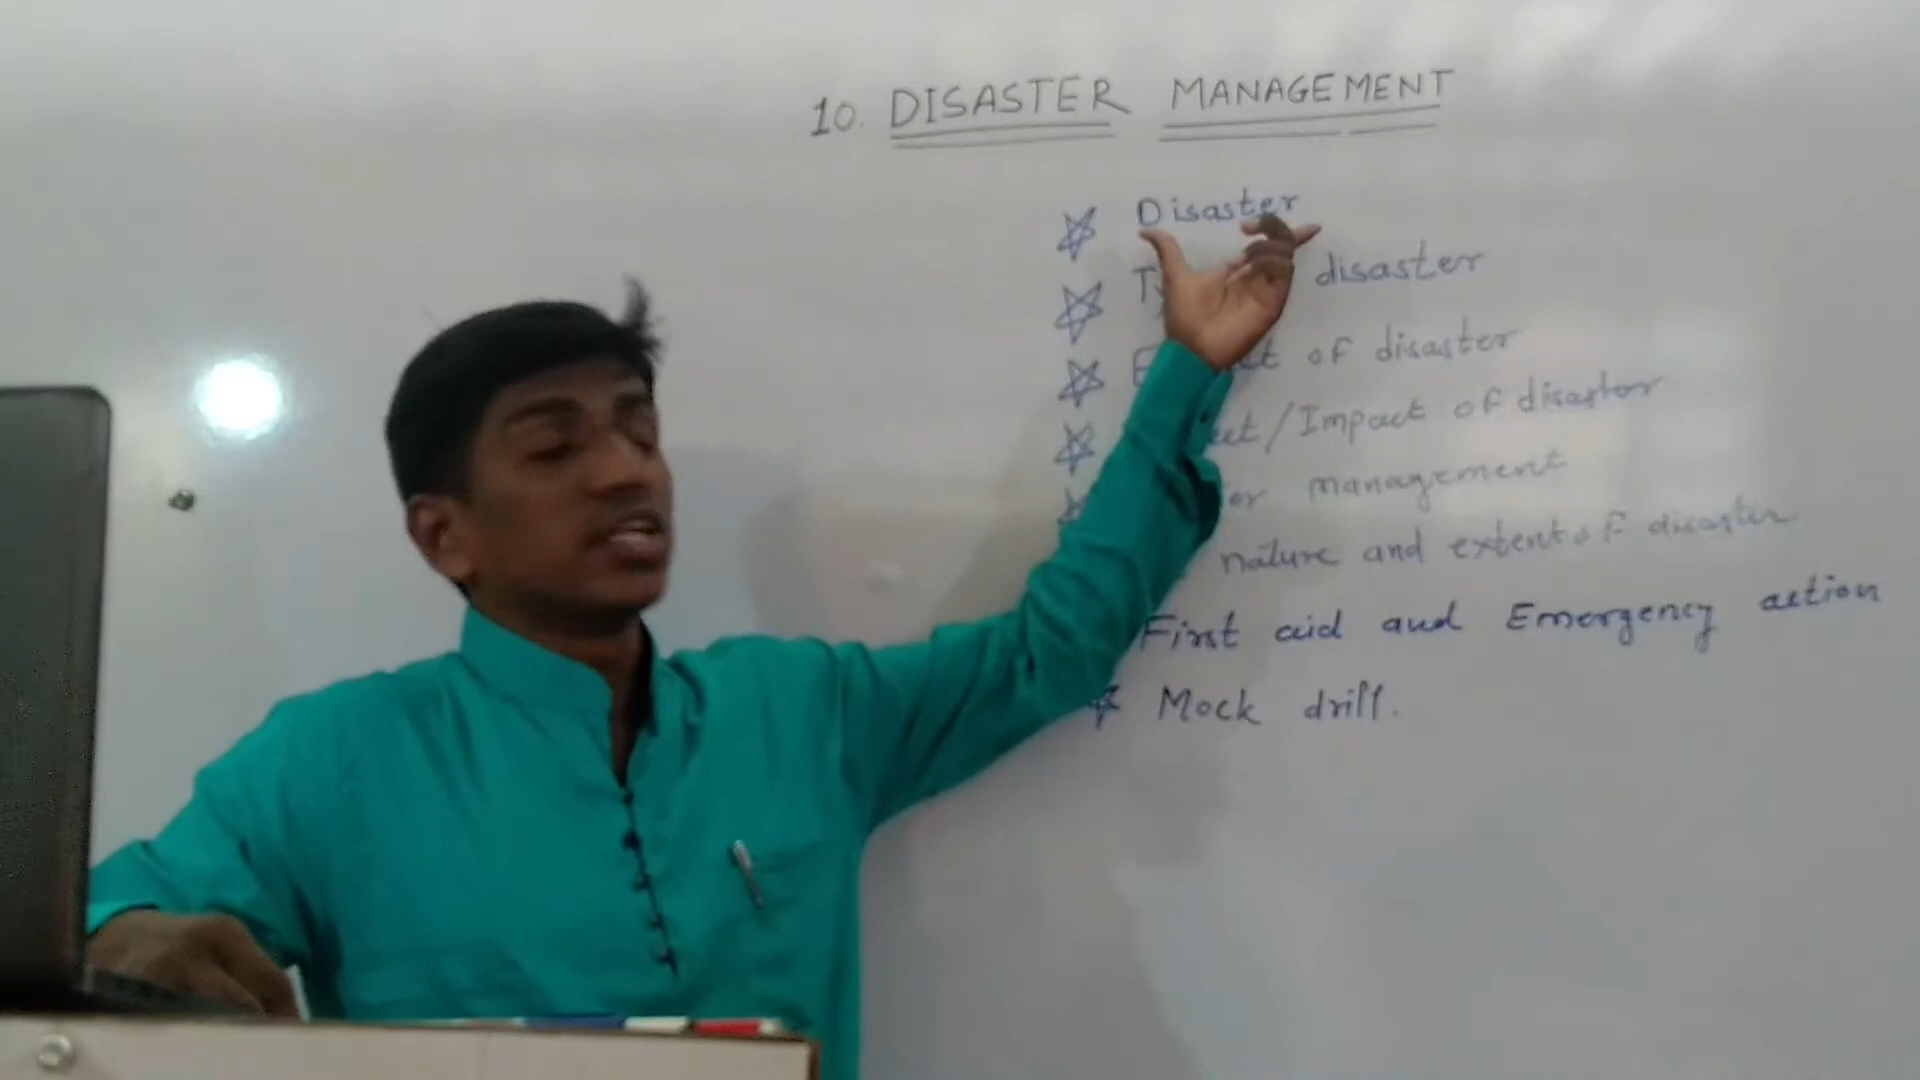 10. DISASTER MANAGEMENT
Disaster
disaster
of disaster
/Impact of disaster
management
nature and extent of disaster
First aid and Emergency action
Mock drill.